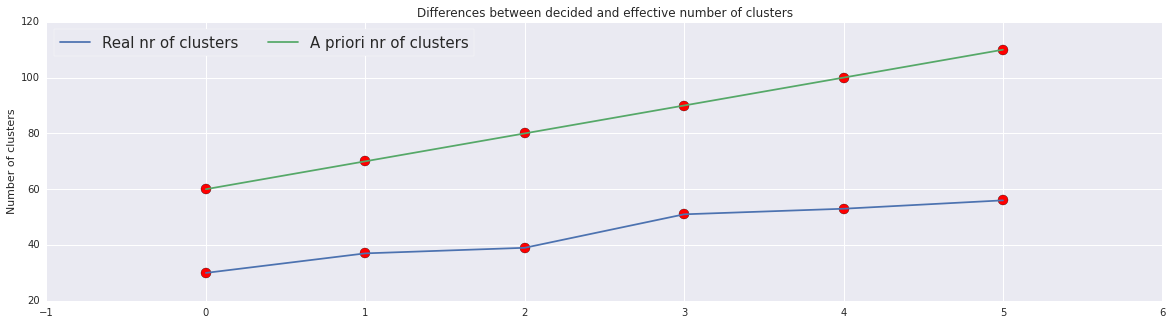 Differences between decided and effective number of clusters
Real nr of clusters A priori nr of clusters
Number of clusters
120
100
80
60
40
20
−1 0 1 2 3 4 5 6